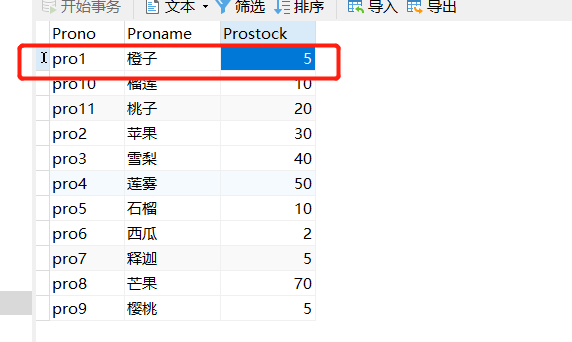 开始事务 文本 筛选 排序 导入 导出
Prono Proname Prostock
pro1 橙子 5
pro10 榴莲 10
pro11 桃子 20
pro2 苹果 30
pro3 雪梨 40
pro4 莲雾 50
pro5 石榴 10
pro6 西瓜 2
pro7 释迦 5
pro8 芒果 70
pro9 樱桃 5